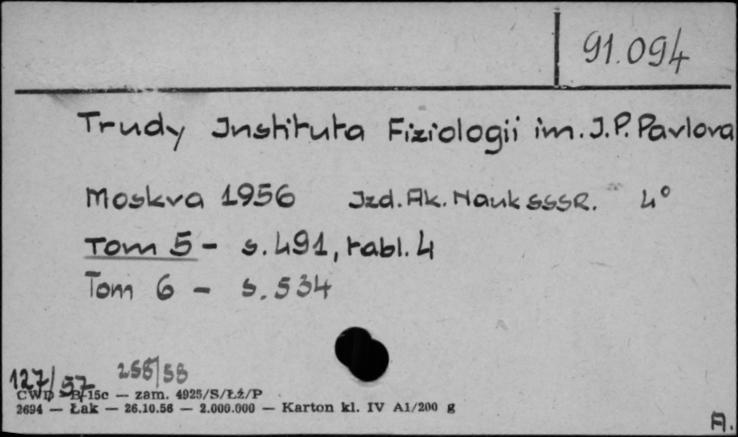 91.094
Trudy Instituta Fiziologii im. I.P. Pavlova
Moskva 1956 Izd. Ak. Nauk SSSR. 4°
Tom 5 - s. 491, tabl. 4
Tom 6 - s. 534
127/57 256/58
CWD — B/15c — zam. 4925/S/Łż/P
2694 — Łak — 26.10.56 — 2.000.000 — Karton kl. IV A1/200 g
A.